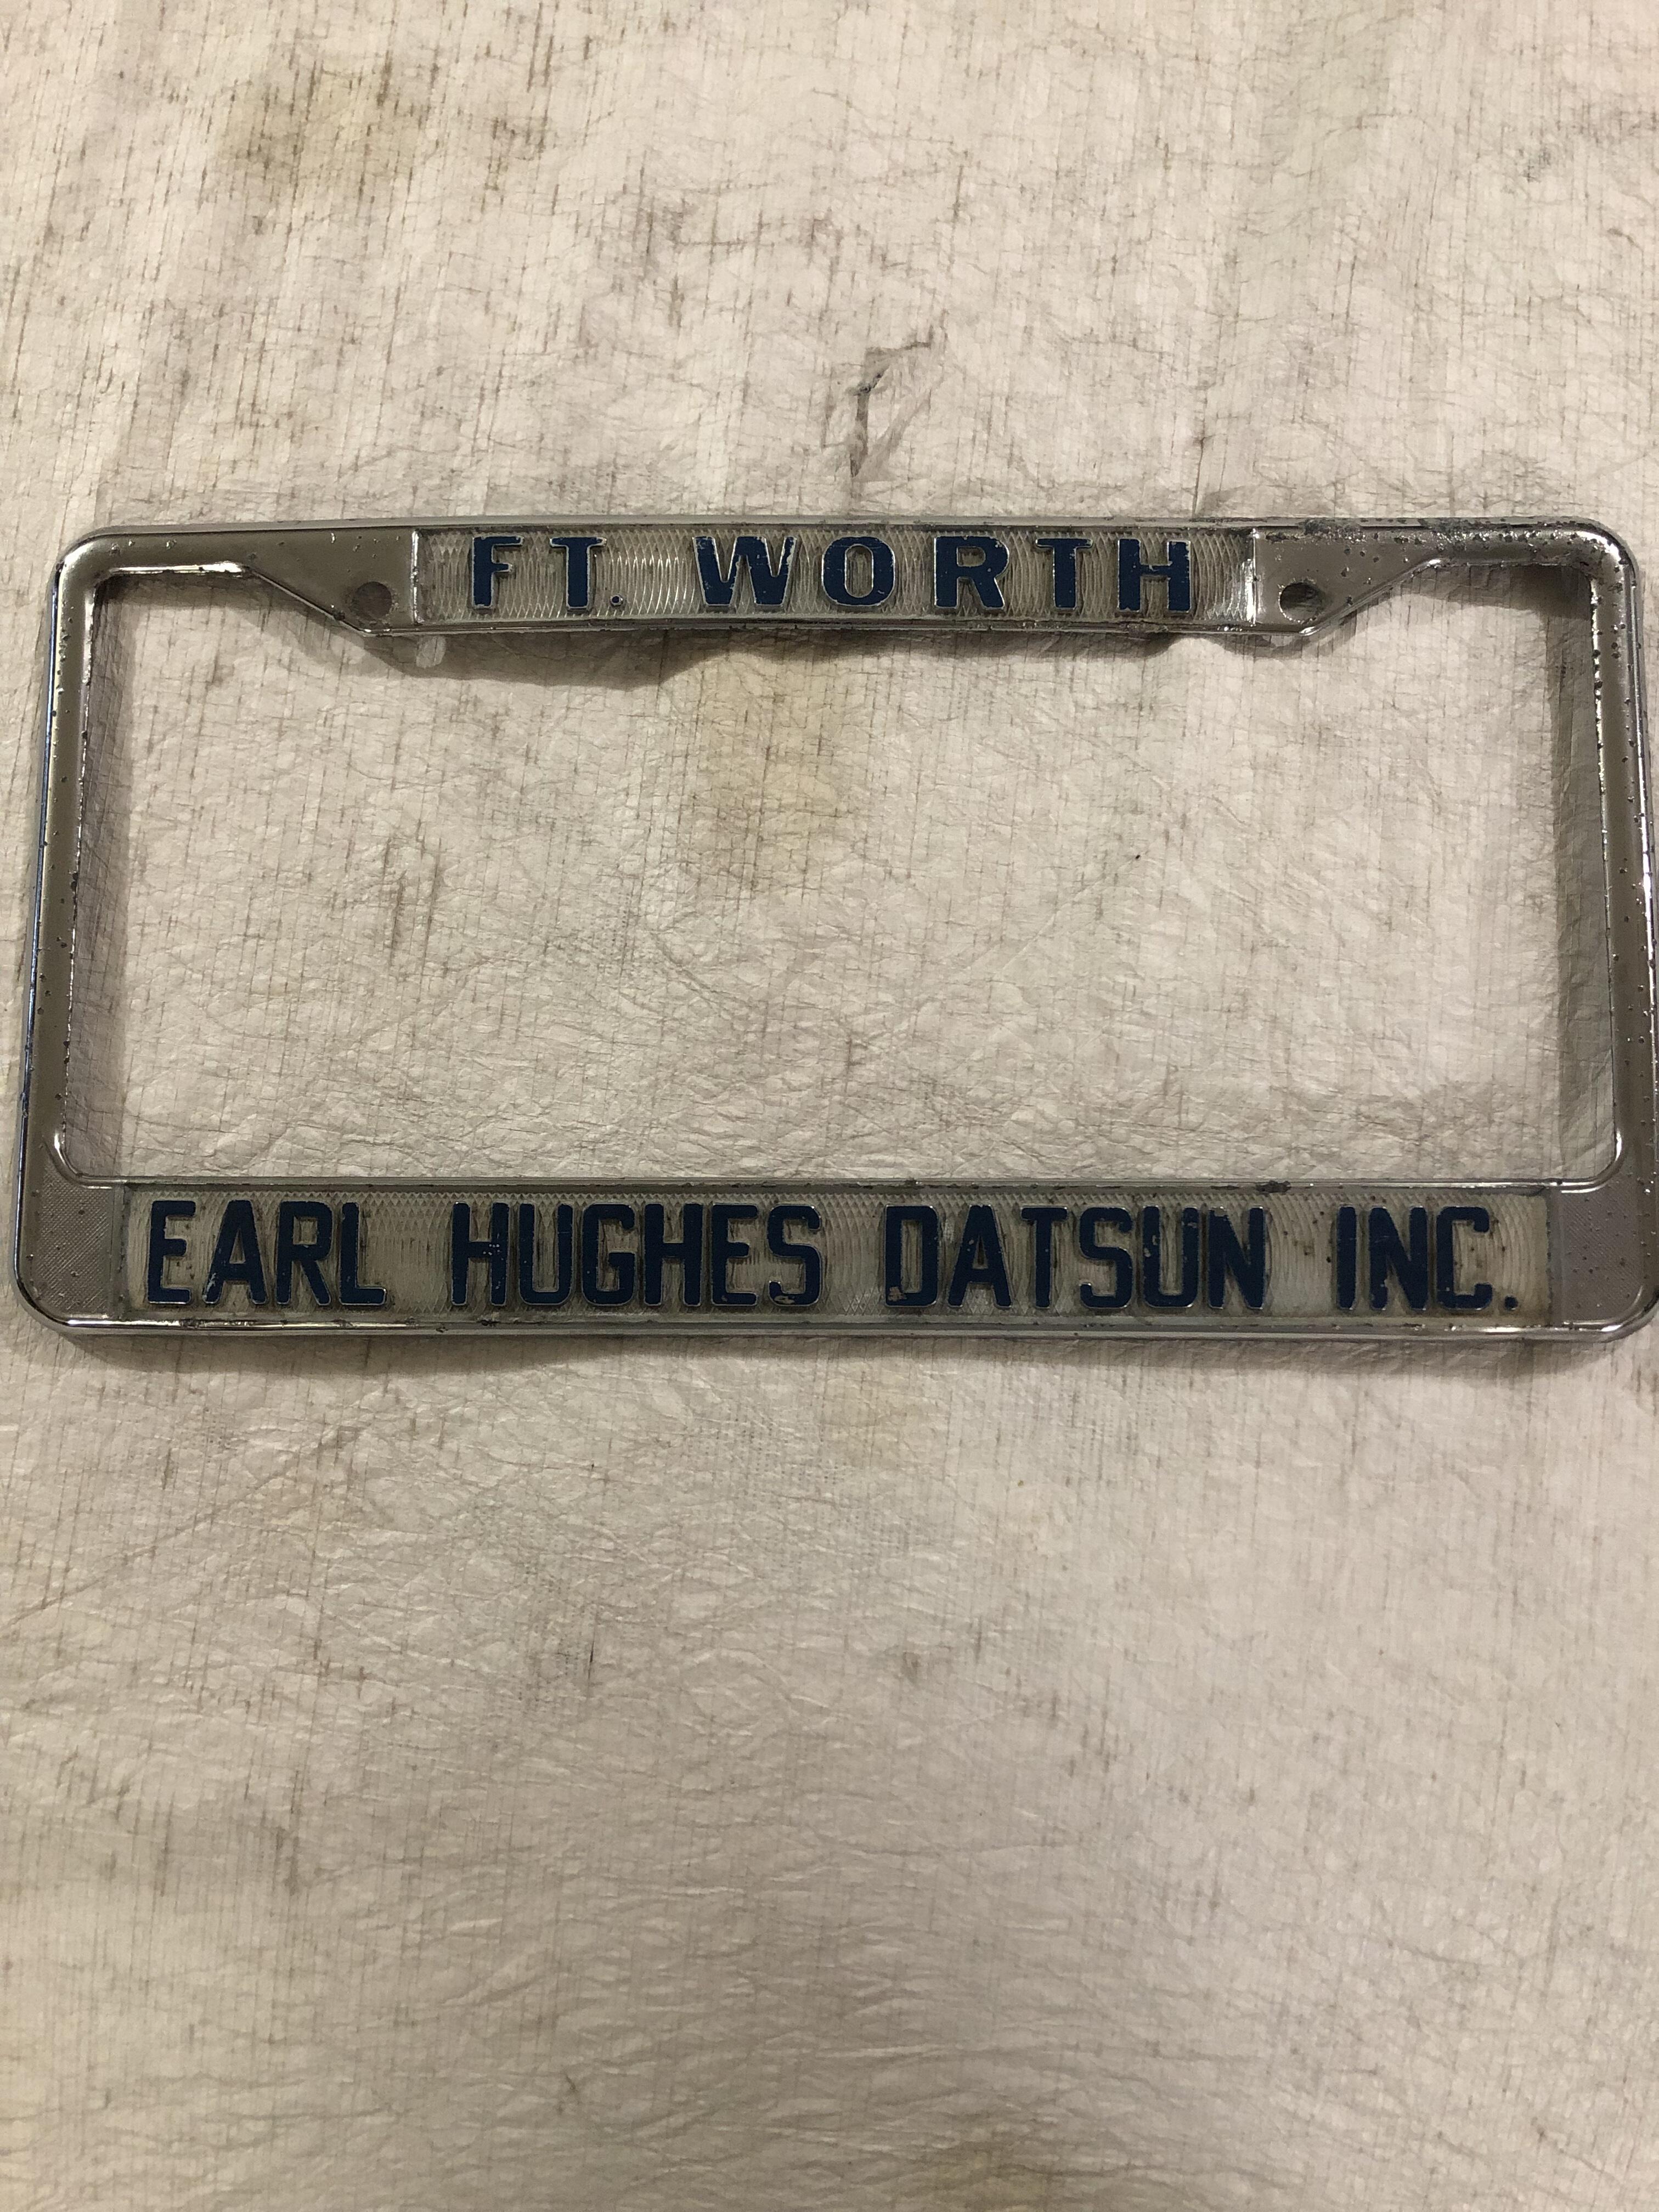 FT. WORTH
EARL HUGHES DATSUN INC.